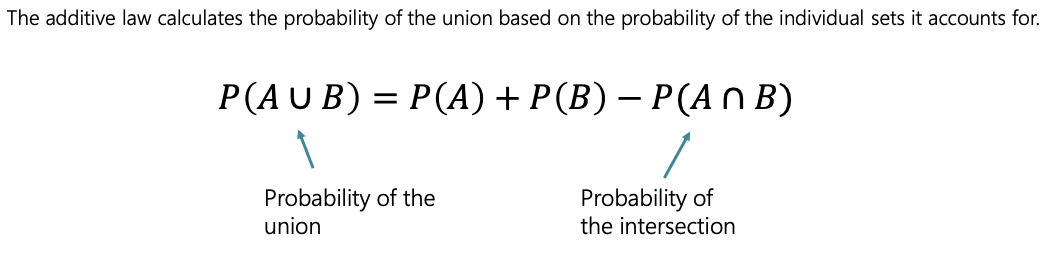 The additive law calculates the probability of the union based on the probability of the individual sets it accounts for.
P(A ∪ B) = P(A) + P(B) − P(A ∩ B)
Probability of the
union
Probability of
the intersection